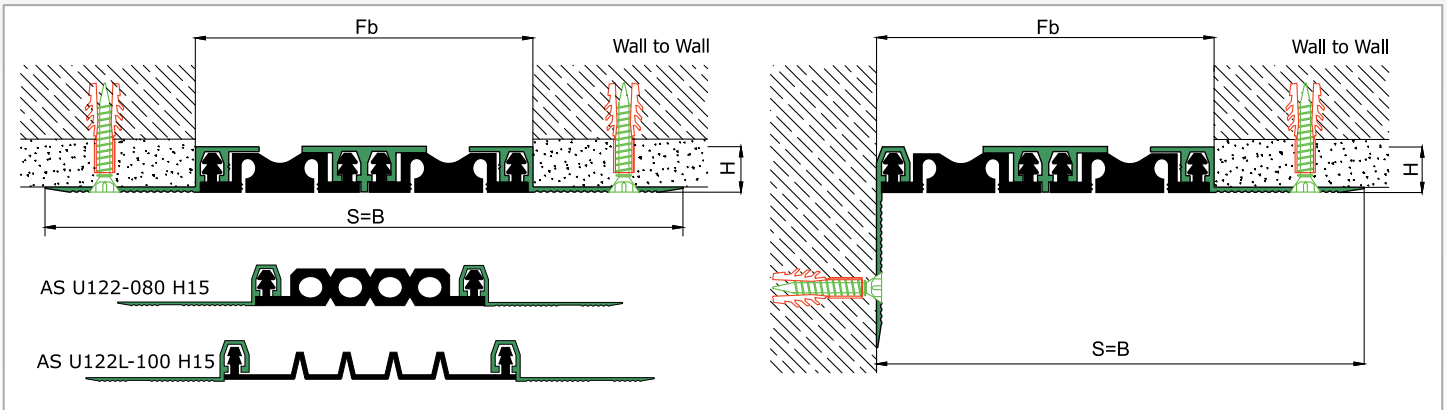 Fb
Wall to Wall
H
S=B
AS U122-080 H15
AS U122L-100 H15
Fb
Wall to Wall
H
S=B